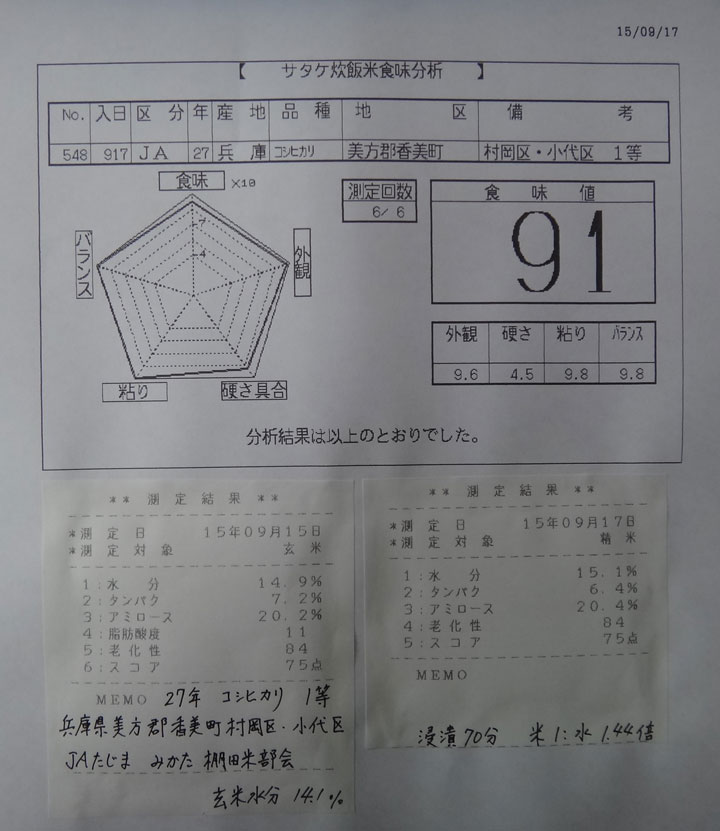 15/09/17
【 サタケ炊飯米食味分析 】
No. 入日 区分 年 産地 品種 地区 備考
548 917 JA 27 兵庫 コシヒカリ 美方郡香美町 村岡区・小代区 1等
食味 ×10
7
4
バランス
外観
粘り
硬さ具合
測定回数
6/ 6
食味値
91
外観 硬さ 粘り バランス
9.6 4.5 9.8 9.8
分析結果は以上のとおりでした。
** 測定結果 **
*測定日 15年09月15日
*測定対象 玄米
1:水分 14.9%
2:タンパク 7.2%
3:アミロース 20.2%
4:脂肪酸度 11
5:老化性 84
6:スコア 75点
MEMO 27年 コシヒカリ 1等
兵庫県美方郡香美町村岡区・小代区
JAたじま みかた 棚田米部会
玄米水分 14.1%
** 測定結果 **
*測定日 15年09月17日
*測定対象 精米
1:水分 15.1%
2:タンパク 6.4%
3:アミロース 20.4%
4:老化性 84
5:スコア 75点
MEMO
浸漬70分 米1:水1.44倍